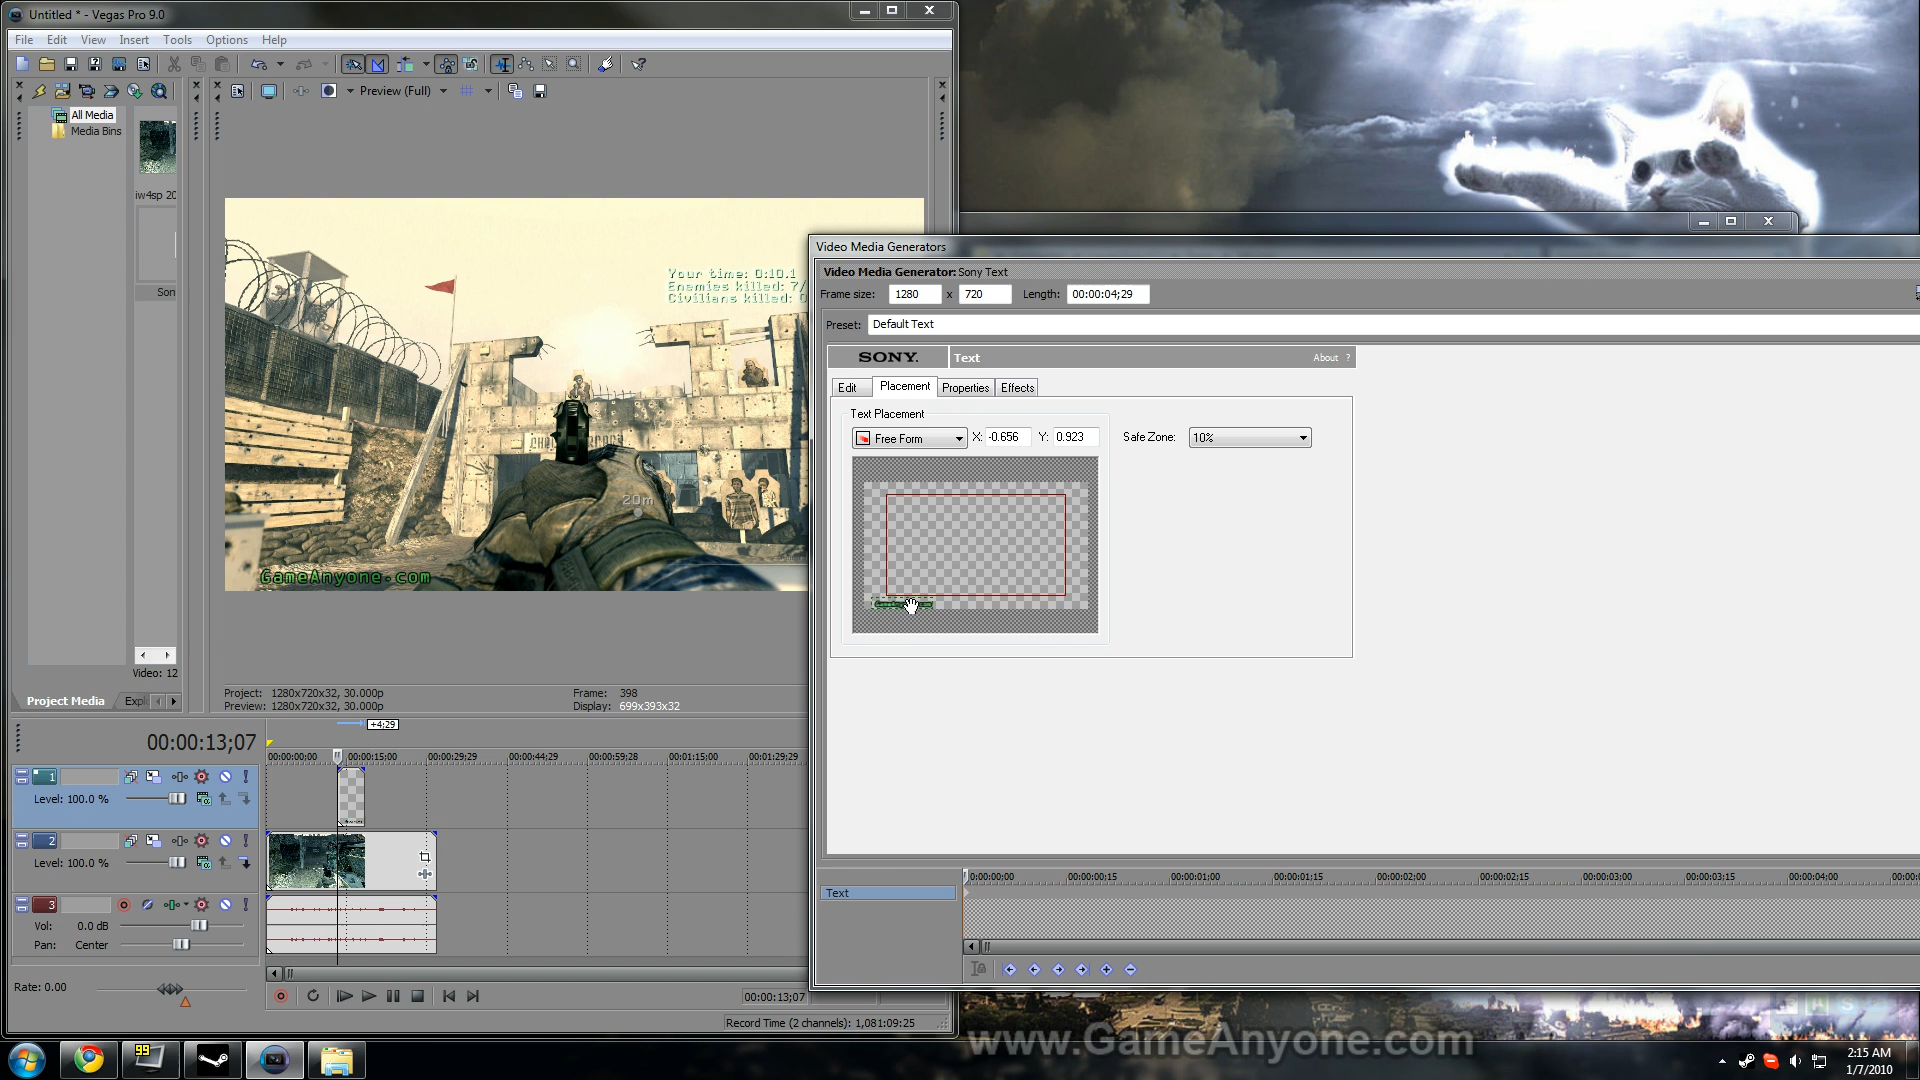 Untitled * - Vegas Pro 9.0
File Edit View Insert Tools Options Help
Preview (Full)
All Media
Media Bins
iw4sp 20
Son
Video: 12
Project Media
Expl
Your time: 0:10.1
Enemies killed: 7/
Civilians killed: 0
20m
GameAnyone.com
Project: 1280x720x32, 30.000p
Preview: 1280x720x32, 30.000p
Frame: 398
Display: 699x393x32
Video Media Generators
Video Media Generator: Sony Text
Frame size: 1280 x 720 Length: 00:00:04;29
Preset: Default Text
SONY. Text About ?
Edit Placement Properties Effects
Text Placement
Free Form X: -0.656 Y: 0.923 Safe Zone: 10%
+4;29
00:00:13;07
00:00:00;00 00:00:15;00 00:00:29;29 00:00:44;29 00:00:59;28 00:01:15;00 00:01:29;29
1
Level: 100.0 %
2
Level: 100.0 %
3
Vol: 0.0 dB
Pan: Center
Rate: 0.00
00:00:13;07
Record Time (2 channels): 1,081:09:25
0:00:00;00 00:00:00;15 00:00:01;00 00:00:01;15 00:00:02;00 00:00:02;15 00:00:03;00 00:00:03;15 00:00:04;00 00:00:
Text
www.GameAnyone.com
99
2:15 AM
1/7/2010